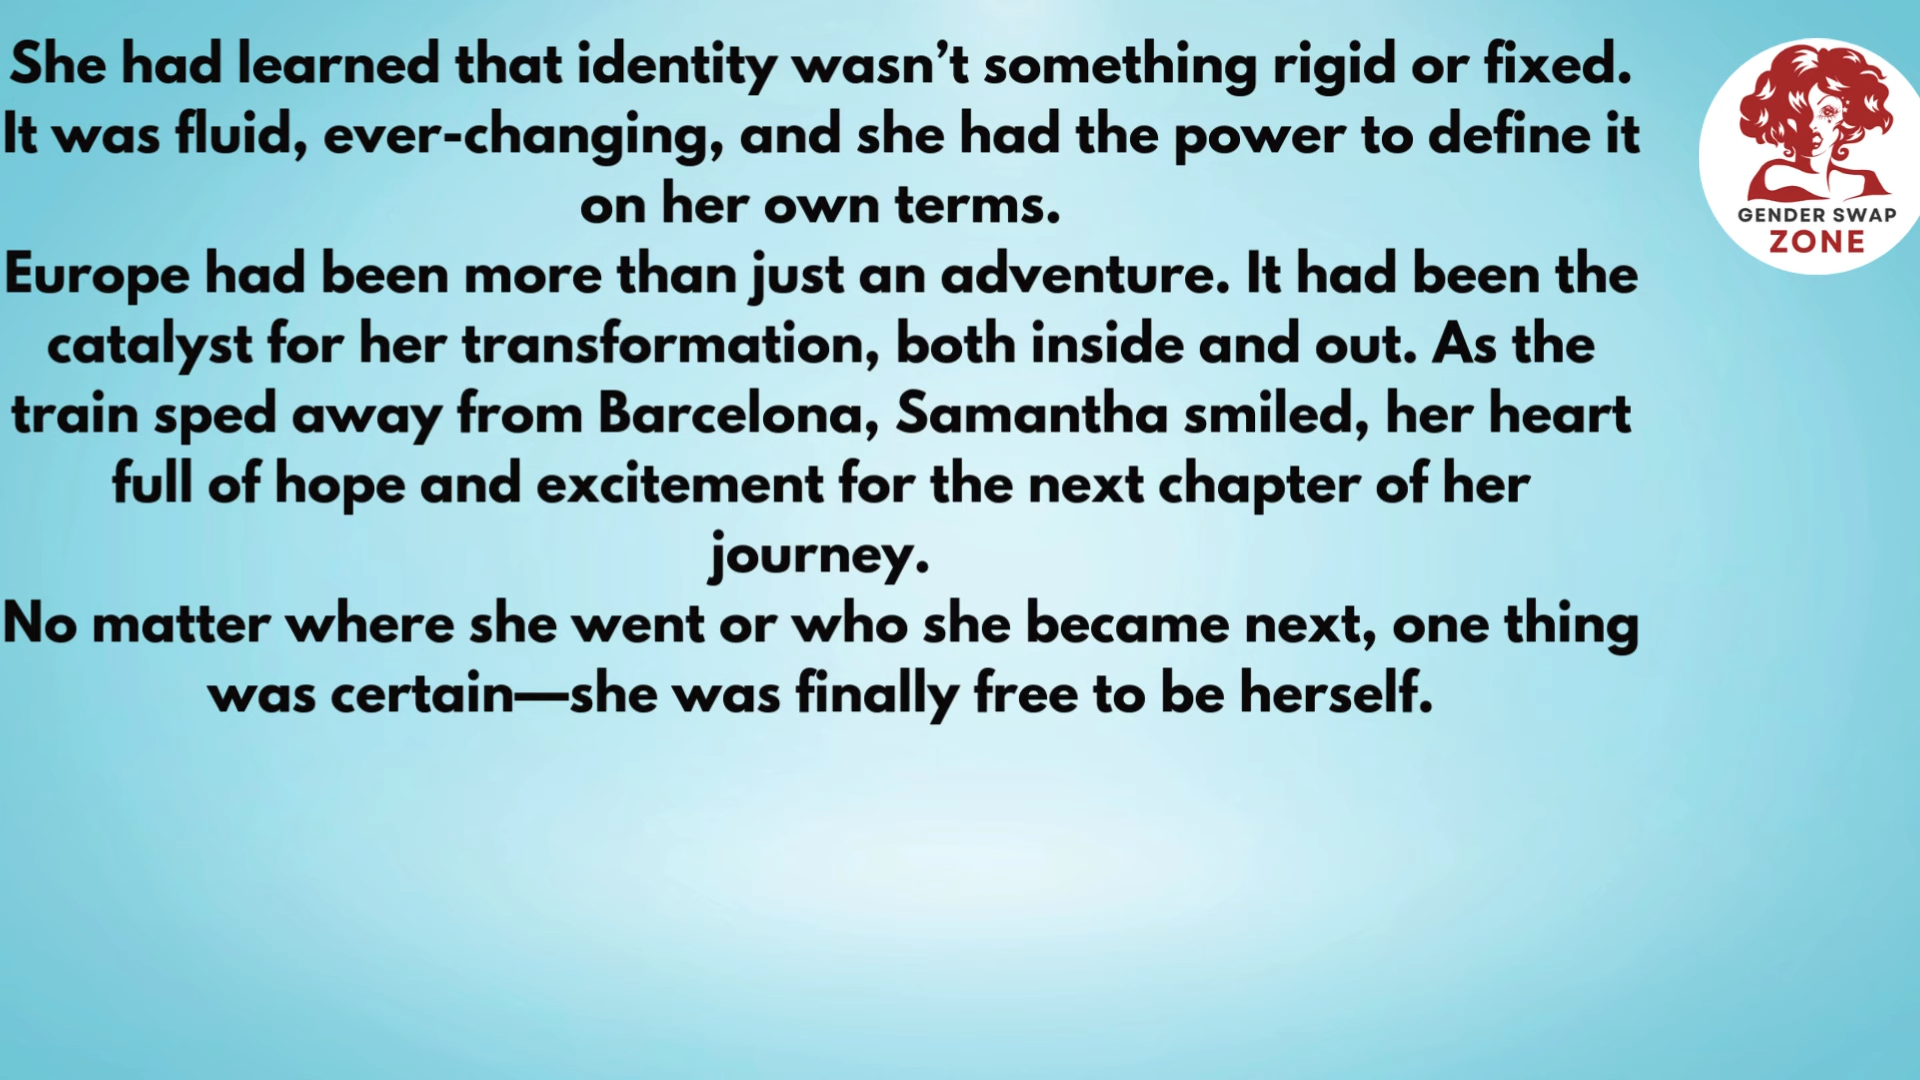 She had learned that identity wasn’t something rigid or fixed.
It was fluid, ever-changing, and she had the power to define it
on her own terms.
Europe had been more than just an adventure. It had been the
catalyst for her transformation, both inside and out. As the
train sped away from Barcelona, Samantha smiled, her heart
full of hope and excitement for the next chapter of her
journey.
No matter where she went or who she became next, one thing
was certain—she was finally free to be herself.
GENDER SWAP
ZONE